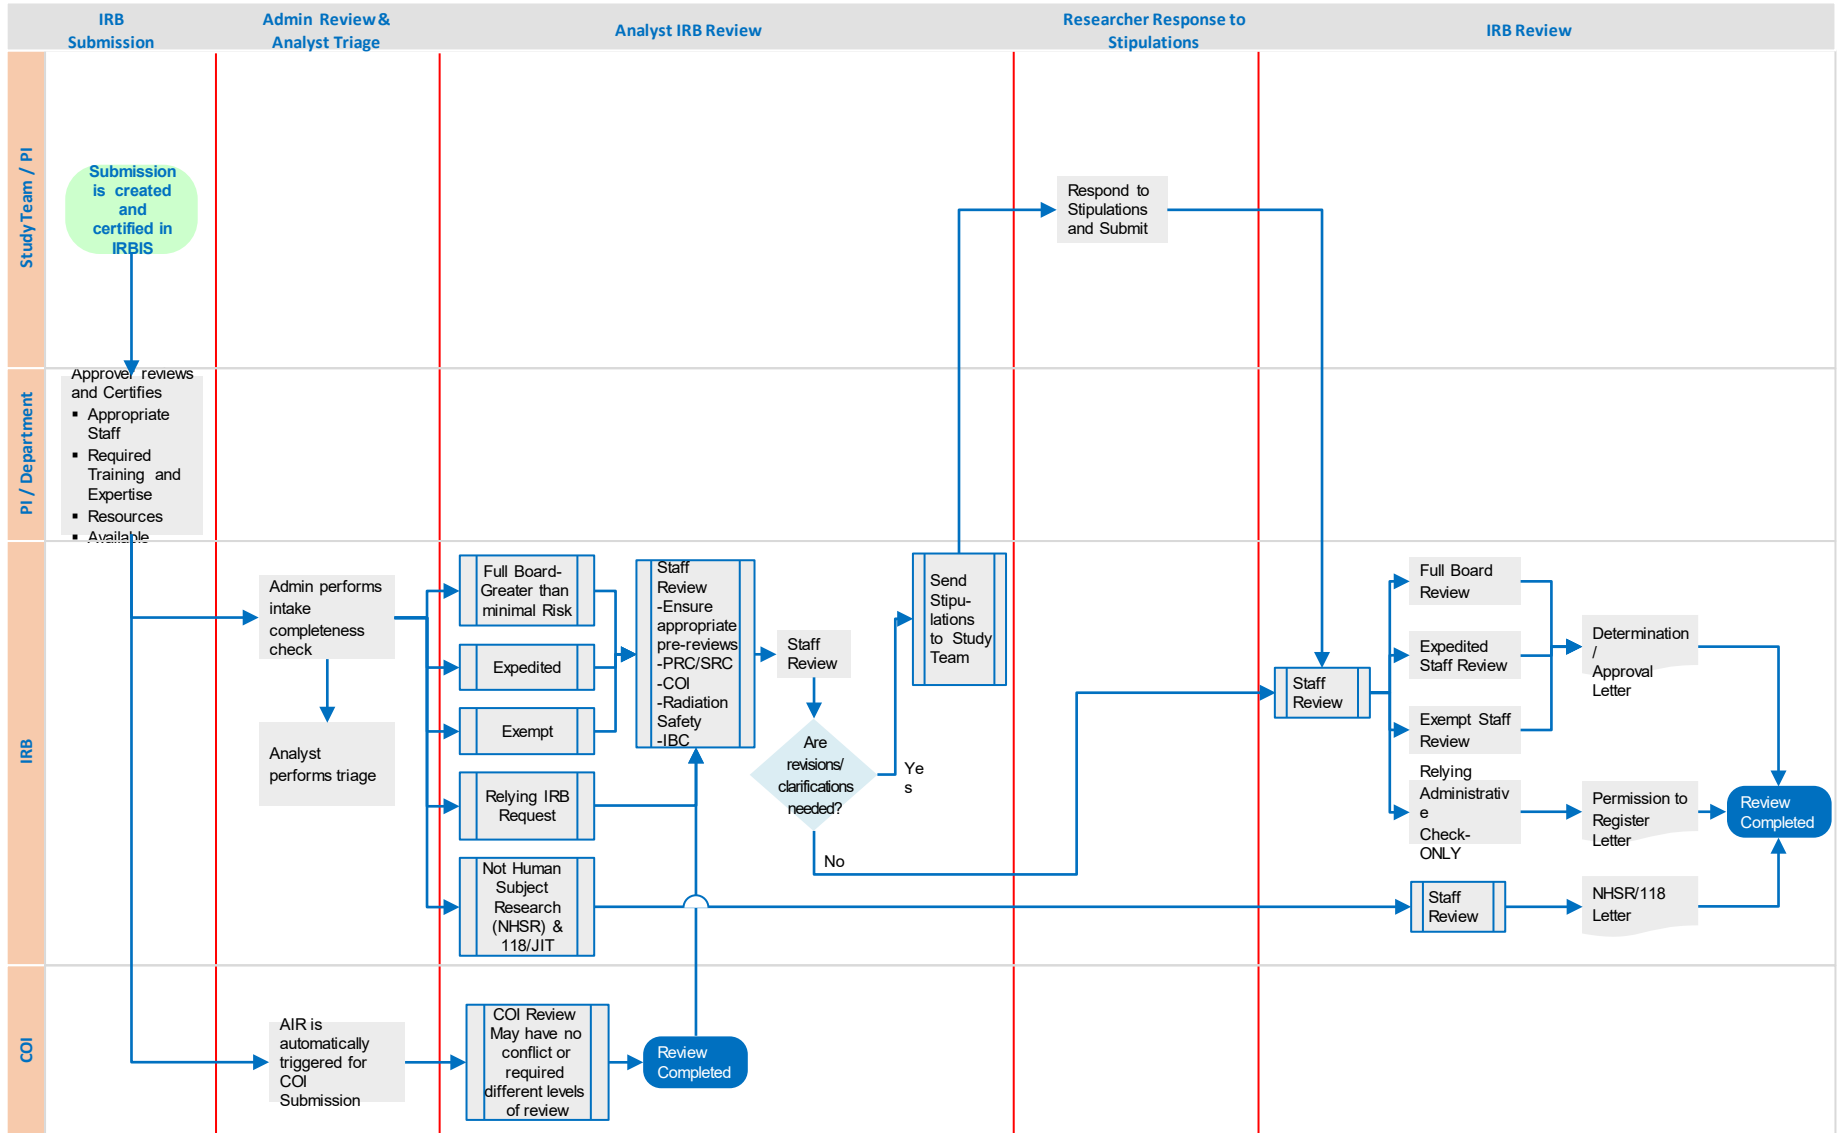 IRB
Submission
Admin Review &
Analyst Triage
Analyst IRB Review
Researcher Response to
Stipulations
IRB Review
Study Team / PI
Submission
is created
and
certified in
IRBIS
Respond to
Stipulations
and Submit
PI / Department
Approver reviews
and Certifies
▪ Appropriate
Staff
▪ Required
Training and
Expertise
▪ Resources
▪ Available
IRB
Admin performs
intake
completeness
check
Analyst
performs triage
Full Board-
Greater than
minimal Risk
Expedited
Exempt
Relying IRB
Request
Not Human
Subject
Research
(NHSR) &
118/JIT
Staff
Review
-Ensure
appropriate
pre-reviews
-PRC/SRC
-COI
-Radiation
Safety
-IBC
Staff
Review
Are
revisions/
clarifications
needed?
Ye
s
No
Send
Stipu-
lations
to Study
Team
Staff
Review
Full Board
Review
Expedited
Staff Review
Exempt Staff
Review
Relying
Administrativ
e
Check-
ONLY
Staff
Review
Determination
/
Approval
Letter
Permission to
Register
Letter
NHSR/118
Letter
Review
Completed
COI
AIR is
automatically
triggered for
COI
Submission
COI Review
May have no
conflict or
required
different levels
of review
Review
Completed